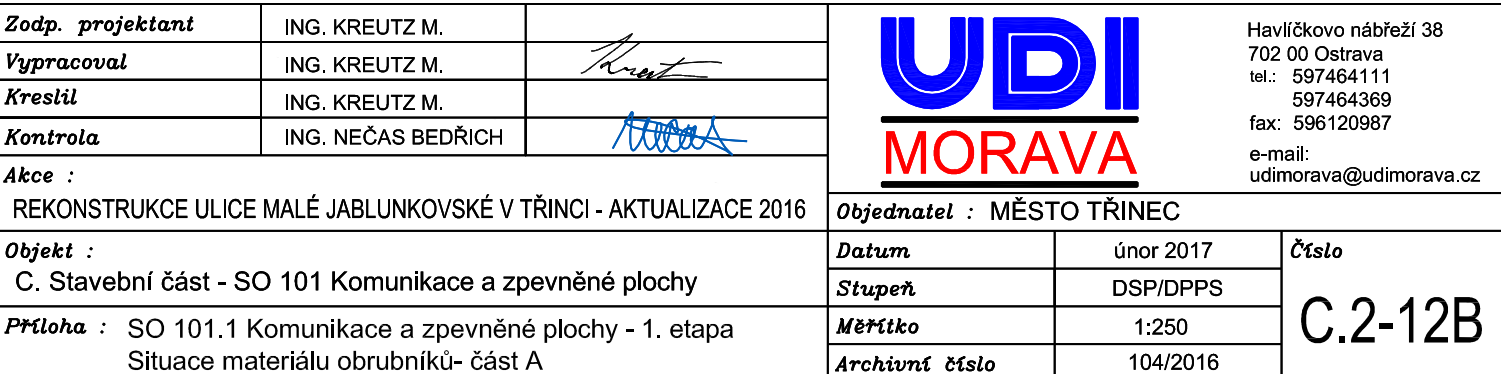 Zodp. projektant ING. KREUTZ M.
Vypracoval ING. KREUTZ M.
Kreslil ING. KREUTZ M.
Kontrola ING. NEČAS BEDŘICH
UDI
MORAVA
Havlíčkovo nábřeží 38
702 00 Ostrava
tel.: 597464111
597464369
fax: 596120987
e-mail:
udimorava@udimorava.cz
Akce :
REKONSTRUKCE ULICE MALÉ JABLUNKOVSKÉ V TŘINCI - AKTUALIZACE 2016
Objednatel : MĚSTO TŘINEC
Objekt :
C. Stavební část - SO 101 Komunikace a zpevněné plochy
Příloha : SO 101.1 Komunikace a zpevněné plochy - 1. etapa
Situace materiálu obrubníků- část A
Datum únor 2017
Stupeň DSP/DPPS
Měřítko 1:250
Archivní číslo 104/2016
Číslo
C.2-12B